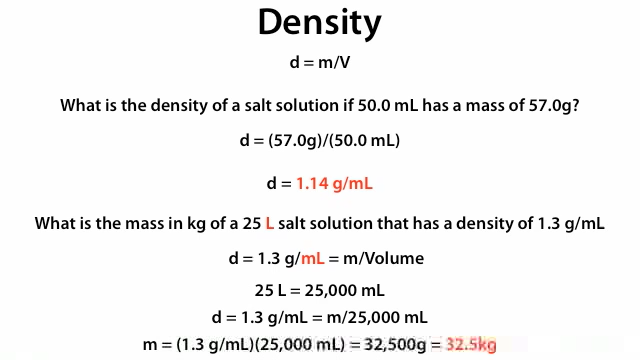 Density
d = m/V
What is the density of a salt solution if 50.0 mL has a mass of 57.0g?
d = (57.0g)/(50.0 mL)
d = 1.14 g/mL
What is the mass in kg of a 25 L salt solution that has a density of 1.3 g/mL
d = 1.3 g/mL = m/Volume
25 L = 25,000 mL
d = 1.3 g/mL = m/25,000 mL
m = (1.3 g/mL)(25,000 mL) = 32,500g = 32.5kg